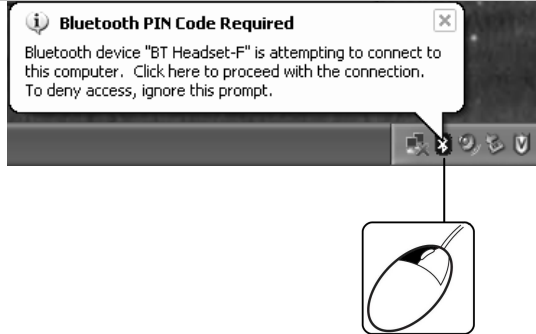 Bluetooth PIN Code Required
Bluetooth device "BT Headset-F" is attempting to connect to
this computer. Click here to proceed with the connection.
To deny access, ignore this prompt.